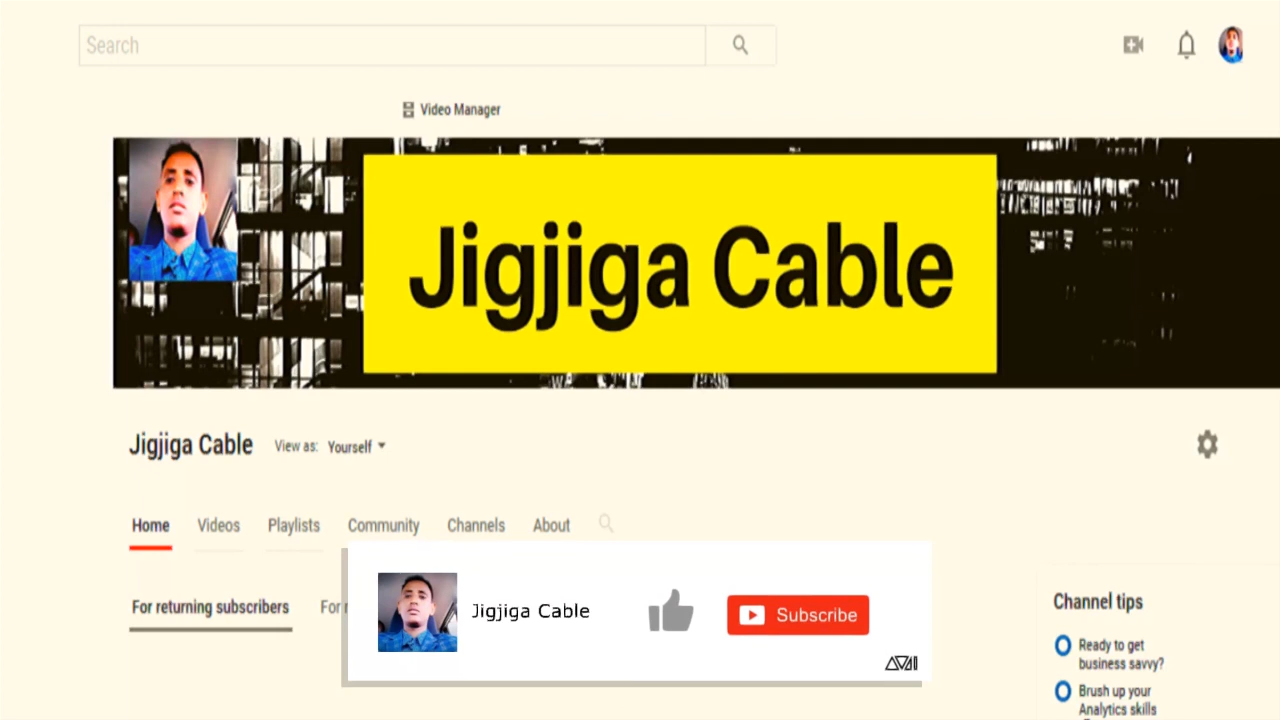 Search
Video Manager
Jigjiga Cable
Jigjiga Cable
View as: Yourself
Home Videos Playlists Community Channels About
For returning subscribers For
Jigjiga Cable
Subscribe
Channel tips
Ready to get
business savvy?
Brush up your
Analytics skills